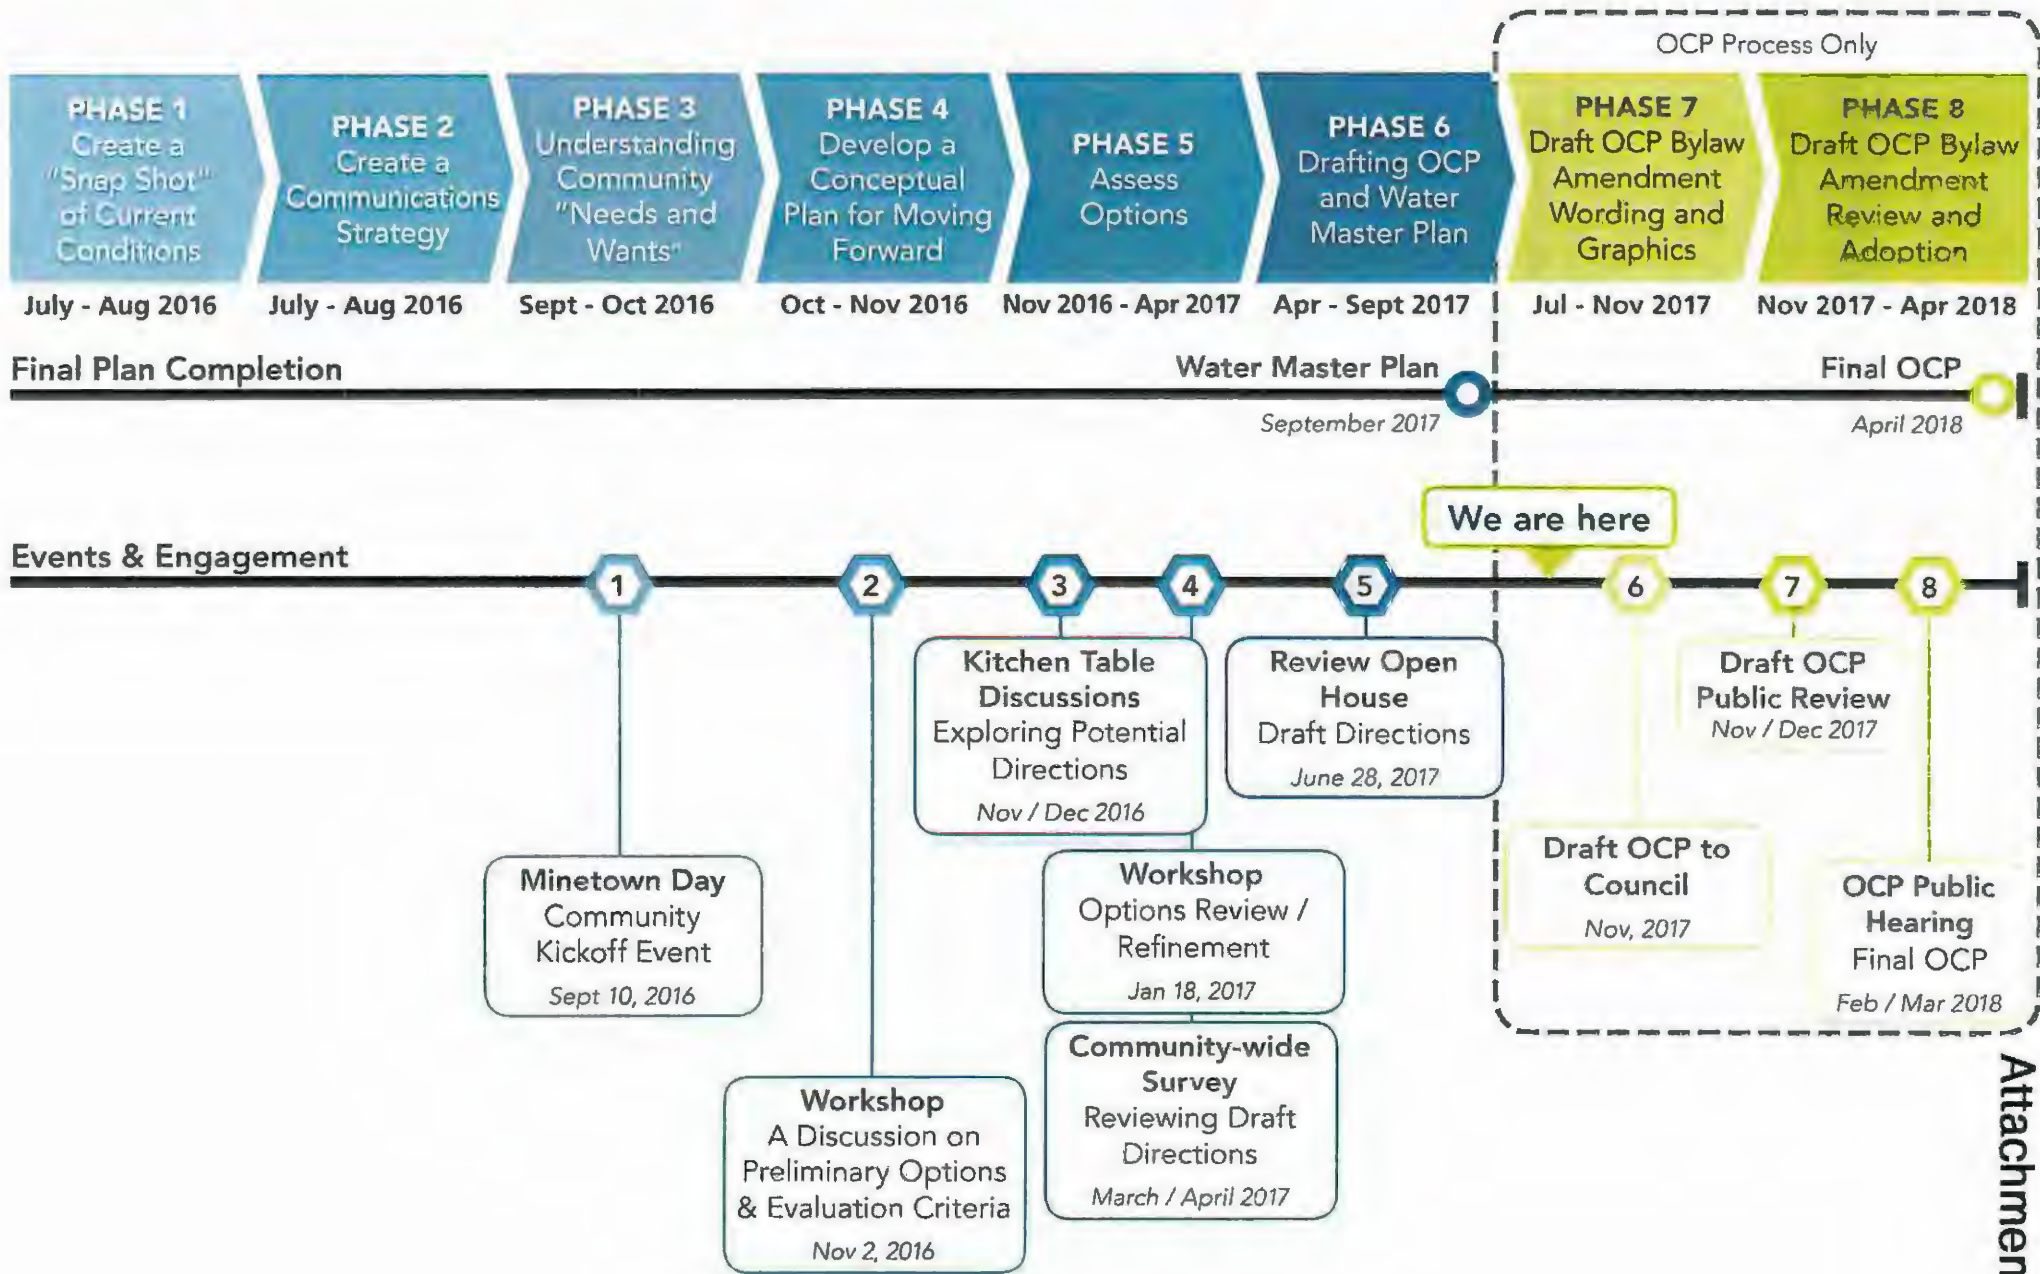 OCP Process Only
PHASE 1
Create a
"Snap Shot"
of Current
Conditions
PHASE 2
Create a
Communications
Strategy
PHASE 3
Understanding
Community
"Needs and
Wants"
PHASE 4
Develop a
Conceptual
Plan for Moving
Forward
PHASE 5
Assess
Options
PHASE 6
Drafting OCP
and Water
Master Plan
PHASE 7
Draft OCP Bylaw
Amendment
Wording and
Graphics
PHASE 8
Draft OCP Bylaw
Amendment
Review and
Adoption
July - Aug 2016
July - Aug 2016
Sept - Oct 2016
Oct - Nov 2016
Nov 2016 - Apr 2017
Apr - Sept 2017
Jul - Nov 2017
Nov 2017 - Apr 2018
Final Plan Completion
Water Master Plan
September 2017
Final OCP
April 2018
We are here
Events & Engagement
1
2
3
4
5
6
7
8
Minetown Day
Community
Kickoff Event
Sept 10, 2016
Workshop
A Discussion on
Preliminary Options
& Evaluation Criteria
Nov 2, 2016
Kitchen Table
Discussions
Exploring Potential
Directions
Nov / Dec 2016
Workshop
Options Review /
Refinement
Jan 18, 2017
Community-wide
Survey
Reviewing Draft
Directions
March / April 2017
Review Open
House
Draft Directions
June 28, 2017
Draft OCP to
Council
Nov, 2017
Draft OCP
Public Review
Nov / Dec 2017
OCP Public
Hearing
Final OCP
Feb / Mar 2018